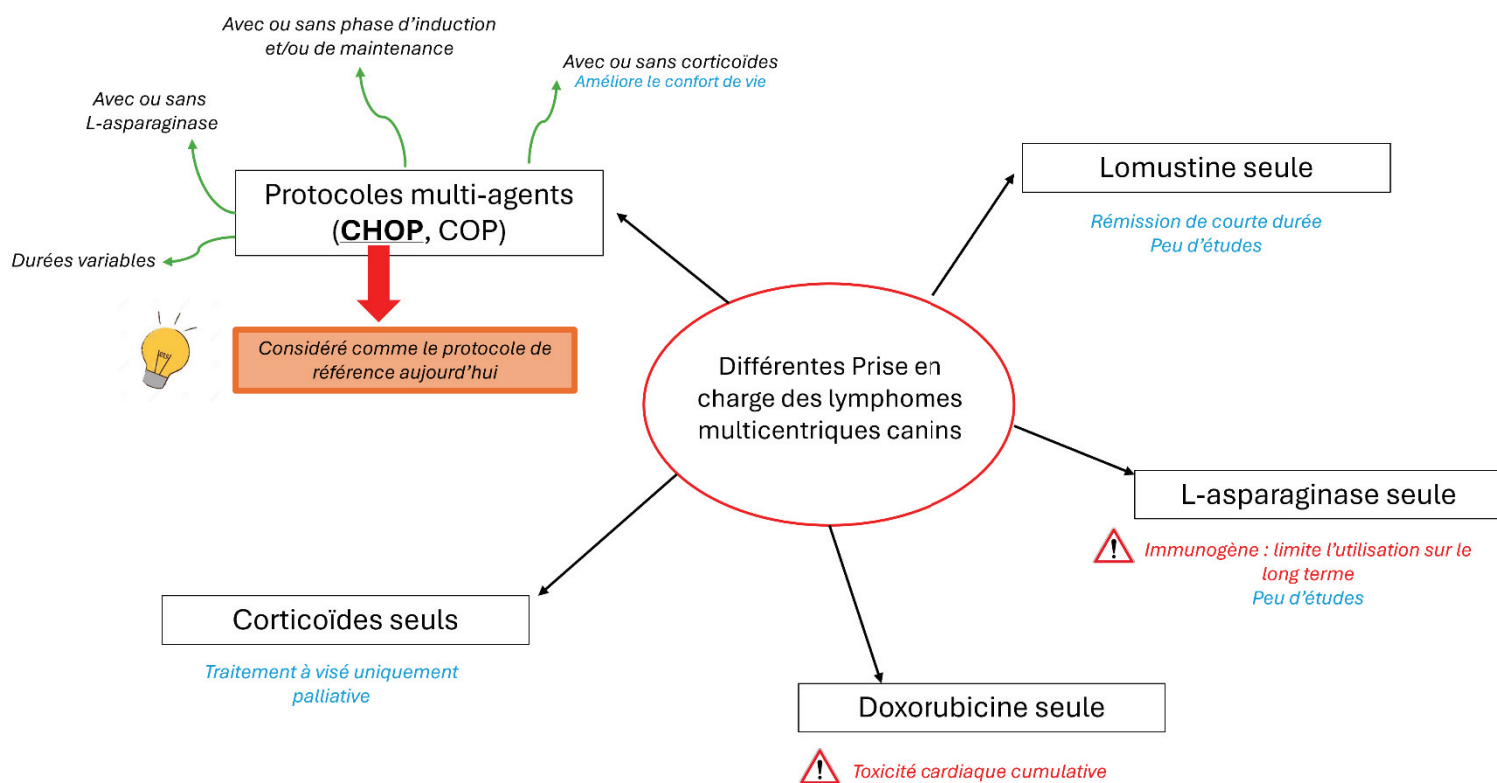 Avec ou sans phase d’induction
et/ou de maintenance
Avec ou sans corticoïdes
Améliore le confort de vie
Avec ou sans
L-asparaginase
Protocoles multi-agents
(CHOP, COP)
Durées variables
Considéré comme le protocole de
référence aujourd’hui
Lomustine seule
Rémission de courte durée
Peu d’études
Différentes Prise en
charge des lymphomes
multicentriques canins
L-asparaginase seule
Immunogène : limite l’utilisation sur le
long terme
Peu d’études
Corticoïdes seuls
Traitement à visé uniquement
palliative
Doxorubicine seule
Toxicité cardiaque cumulative